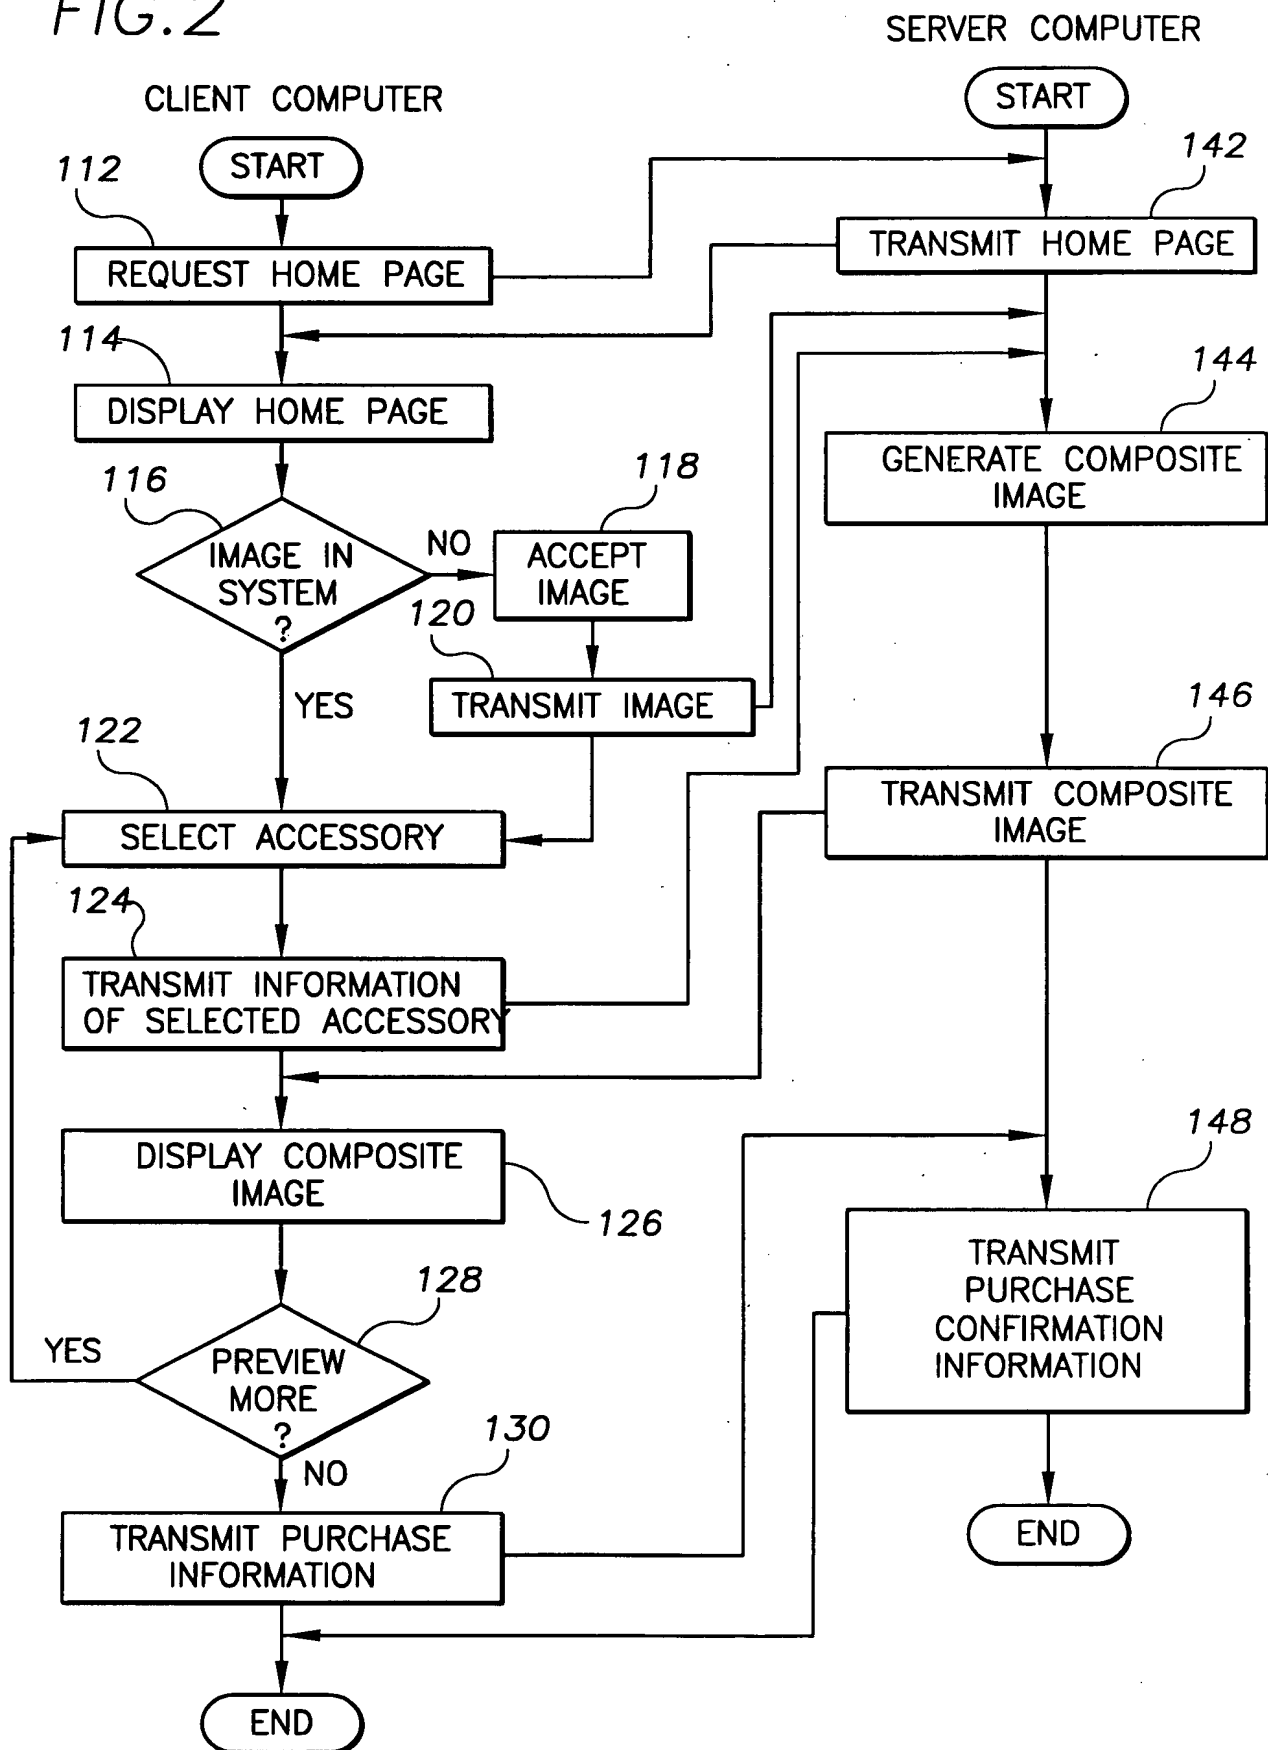 FIG.2
SERVER COMPUTER
CLIENT COMPUTER
START
START
112
142
REQUEST HOME PAGE
TRANSMIT HOME PAGE
114
DISPLAY HOME PAGE
144
GENERATE COMPOSITE
IMAGE
116
118
IMAGE IN
SYSTEM
?
NO
ACCEPT
IMAGE
120
YES
TRANSMIT IMAGE
146
TRANSMIT COMPOSITE
IMAGE
122
SELECT ACCESSORY
124
TRANSMIT INFORMATION
OF SELECTED ACCESSORY
DISPLAY COMPOSITE
IMAGE
126
148
TRANSMIT
PURCHASE
CONFIRMATION
INFORMATION
128
YES
PREVIEW
MORE
?
NO
130
TRANSMIT PURCHASE
INFORMATION
END
END